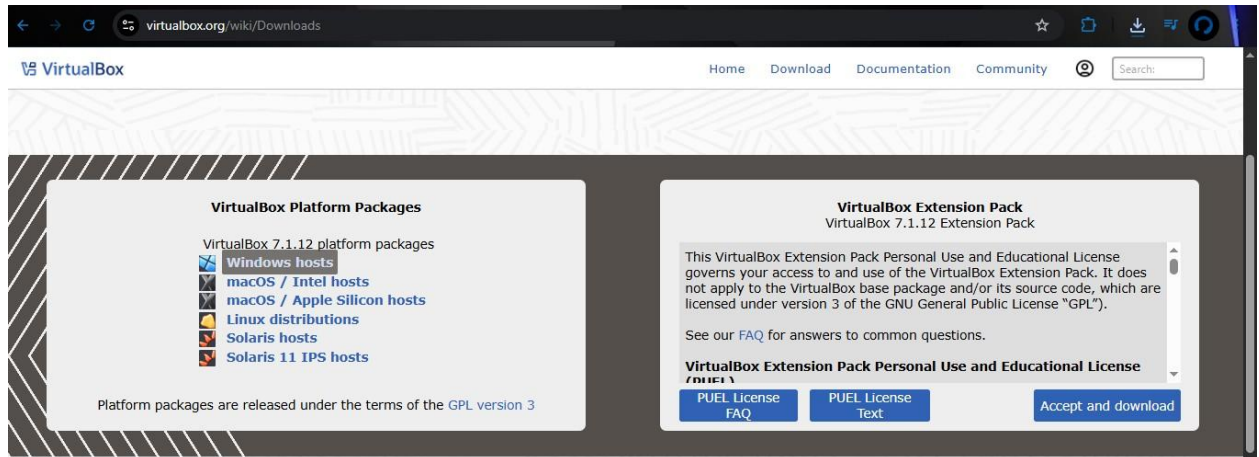 virtualbox.org/wiki/Downloads
VirtualBox
Home Download Documentation Community Search:
VirtualBox Platform Packages
VirtualBox 7.1.12 platform packages
Windows hosts
macOS / Intel hosts
macOS / Apple Silicon hosts
Linux distributions
Solaris hosts
Solaris 11 IPS hosts
Platform packages are released under the terms of the GPL version 3
VirtualBox Extension Pack
VirtualBox 7.1.12 Extension Pack
This VirtualBox Extension Pack Personal Use and Educational License
governs your access to and use of the VirtualBox Extension Pack. It does
not apply to the VirtualBox base package and/or its source code, which are
licensed under version 3 of the GNU General Public License “GPL”).
See our FAQ for answers to common questions.
VirtualBox Extension Pack Personal Use and Educational License
(PUEL)
PUEL License
FAQ
PUEL License
Text
Accept and download